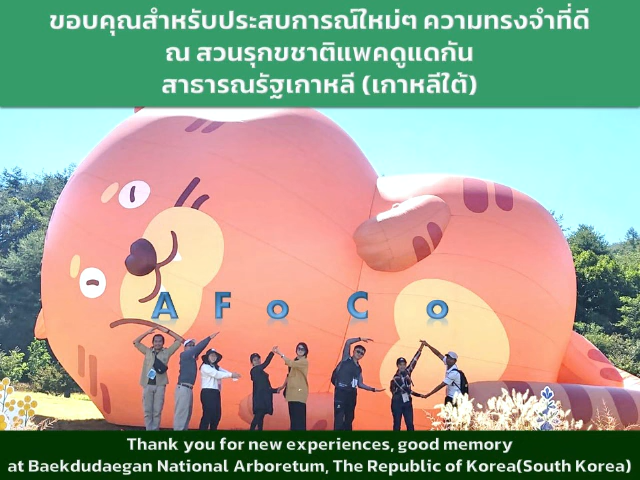 ขอบคุณสำหรับประสบการณ์ใหม่ๆ ความทรงจำที่ดี
ณ สวนรุกขชาติแพคดูแดกัน
สาธารณรัฐเกาหลี (เกาหลีใต้)
A F o C o
Thank you for new experiences, good memory
at Baekdudaegan National Arboretum, The Republic of Korea(South Korea)